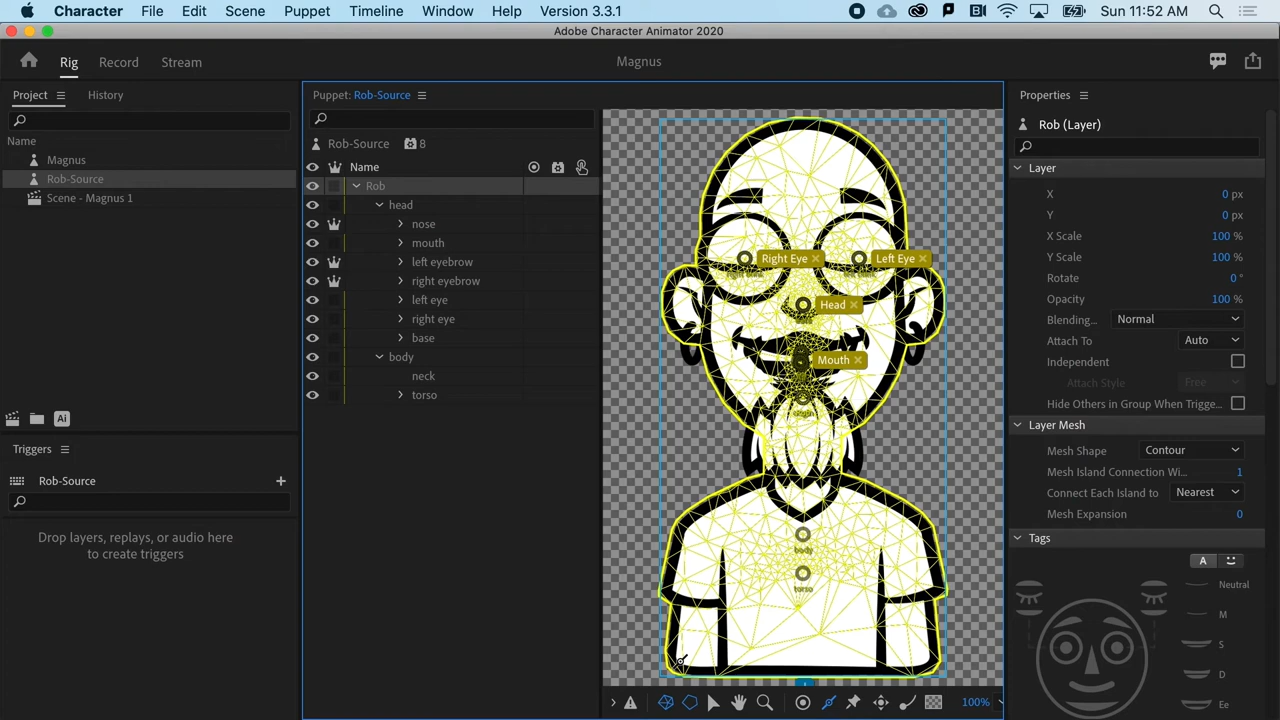 Character File Edit Scene Puppet Timeline Window Help Version 3.3.1 Sun 11:52 AM
Adobe Character Animator 2020
Rig Record Stream Magnus
Project History
Name
Magnus
Rob-Source
Scene - Magnus 1
Ai
Triggers
Rob-Source
Drop layers, replays, or audio here
to create triggers
Puppet: Rob-Source
Rob-Source 8
Name
Rob
head
nose
mouth
left eyebrow
right eyebrow
left eye
right eye
base
body
neck
torso
Right Eye
Left Eye
Head
Mouth
body
torso
100%
Properties
Rob (Layer)
Layer
X 0 px
Y 0 px
X Scale 100 %
Y Scale 100 %
Rotate 0 °
Opacity 100 %
Blending... Normal
Attach To Auto
Independent
Attach Style Free
Hide Others in Group When Trigge...
Layer Mesh
Mesh Shape Contour
Mesh Island Connection Wi... 1
Connect Each Island to Nearest
Mesh Expansion 0
Tags
A
Neutral
M
S
D
Ee